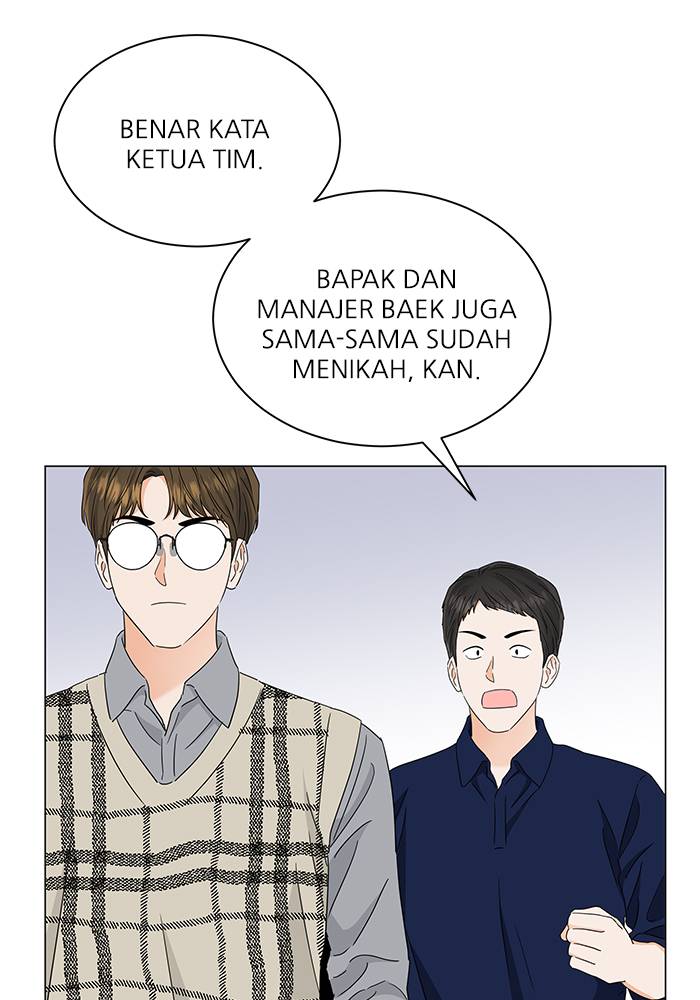 BENAR KATA
KETUA TIM.
BAPAK DAN
MANAJER BAEK JUGA
SAMA-SAMA SUDAH
MENIKAH, KAN.